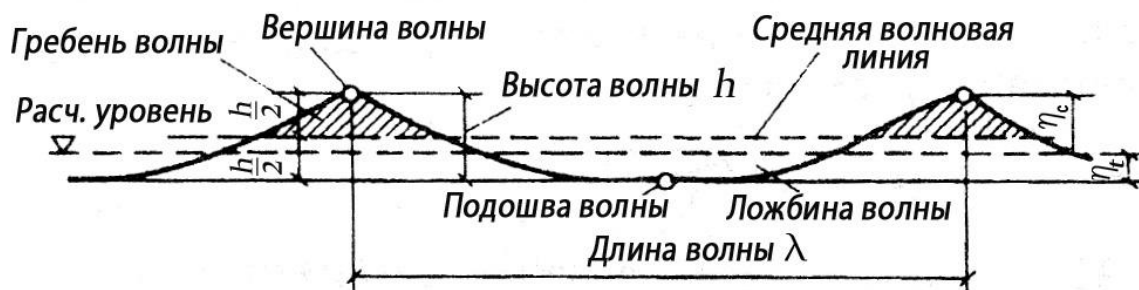 Гребень волны
Вершина волны
Средняя волновая
линия
Расч. уровень
h/2
h/2
Высота волны h
η_c
η_t
Подошва волны
Ложбина волны
Длина волны λ